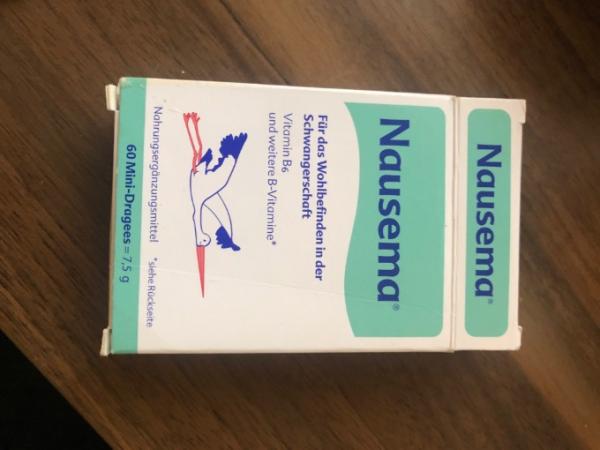 Nausema®
Nausema®
Für das Wohlbefinden in der
Schwangerschaft
Vitamin B6
und weitere B-Vitamine*
Nahrungsergänzungsmittel
*siehe Rückseite
60 Mini-Dragees = 7,5 g